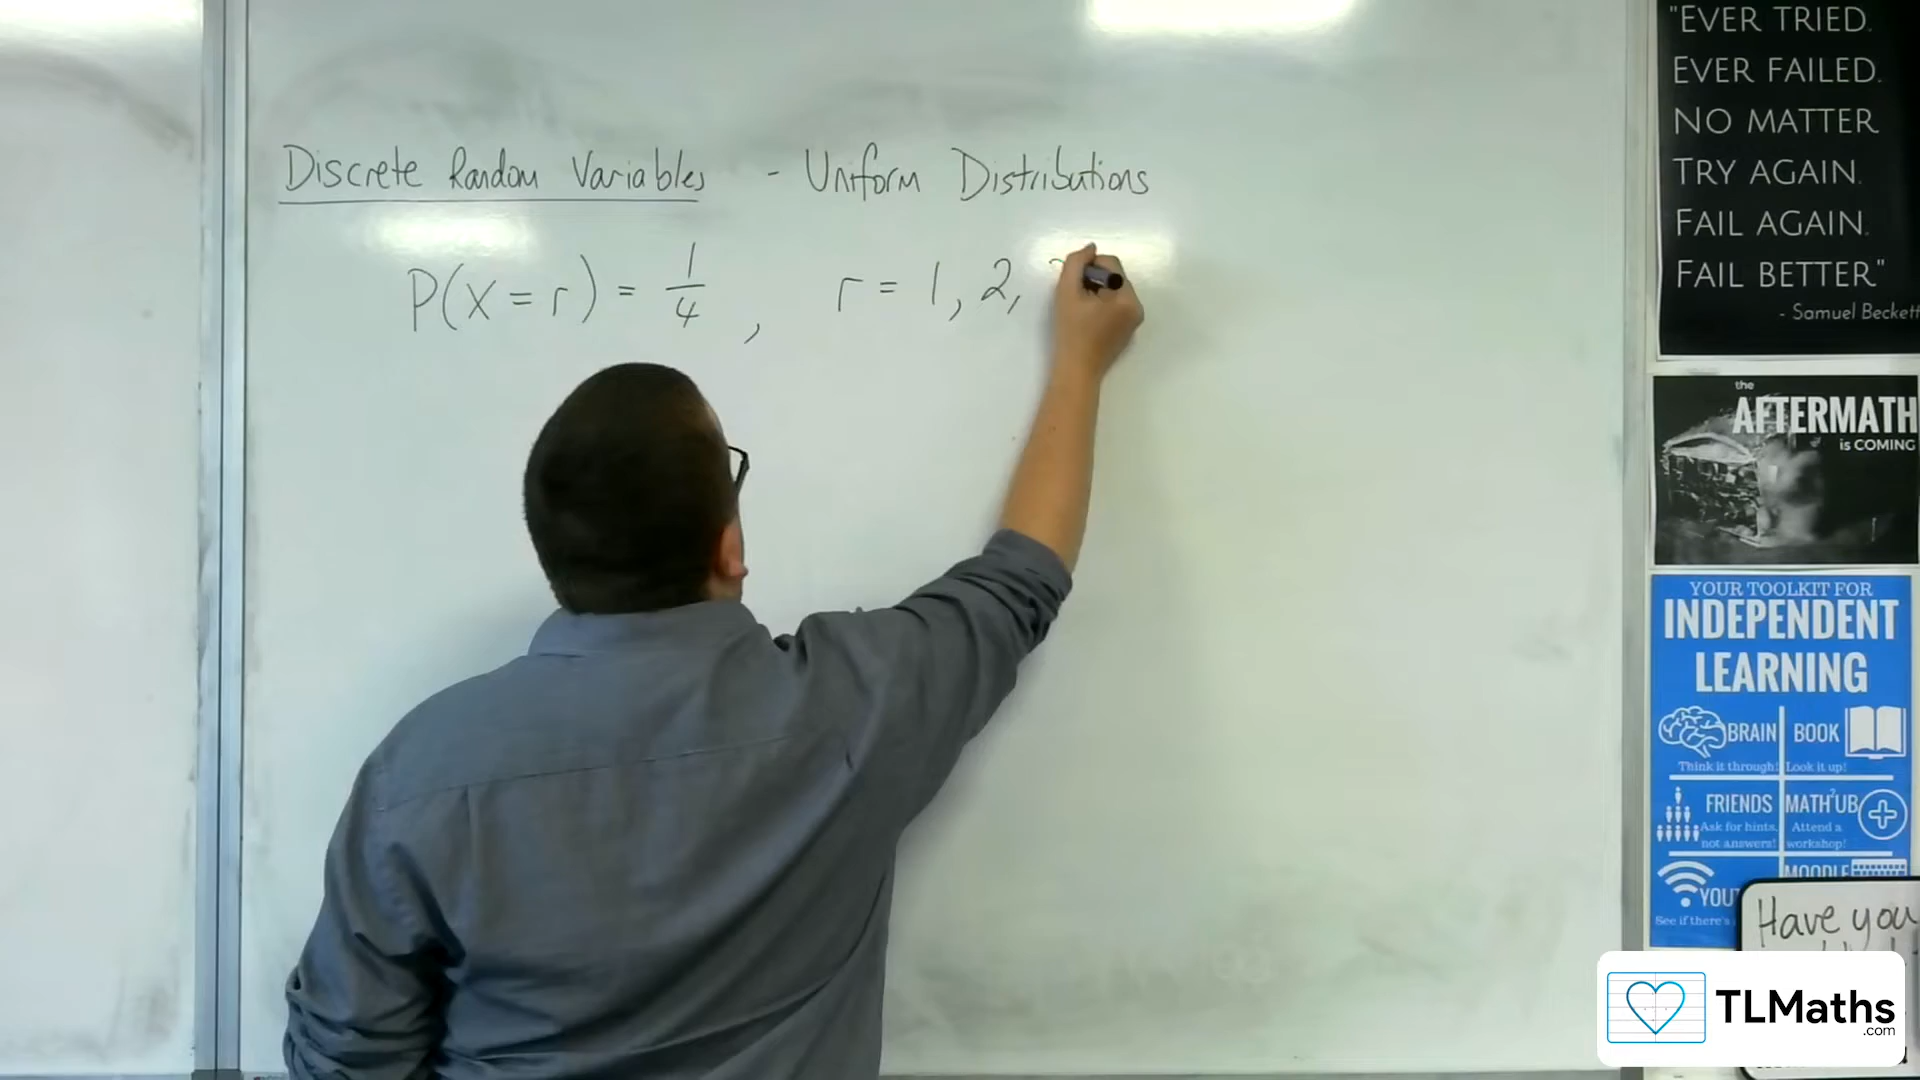 Discrete Random Variables - Uniform Distributions
P(X = r) = 1/4 , r = 1, 2,
"EVER TRIED.
EVER FAILED.
NO MATTER
TRY AGAIN.
FAIL AGAIN.
FAIL BETTER"
- Samuel Beckett
the
AFTERMATH
is COMING
YOUR TOOLKIT FOR
INDEPENDENT
LEARNING
BRAIN
Think it through!
BOOK
Look it up!
FRIENDS
Ask for hints,
not answers!
MATH²UB
Attend a
workshop!
YOU
See if there's
MOODLE
Have you
TLMaths
.com